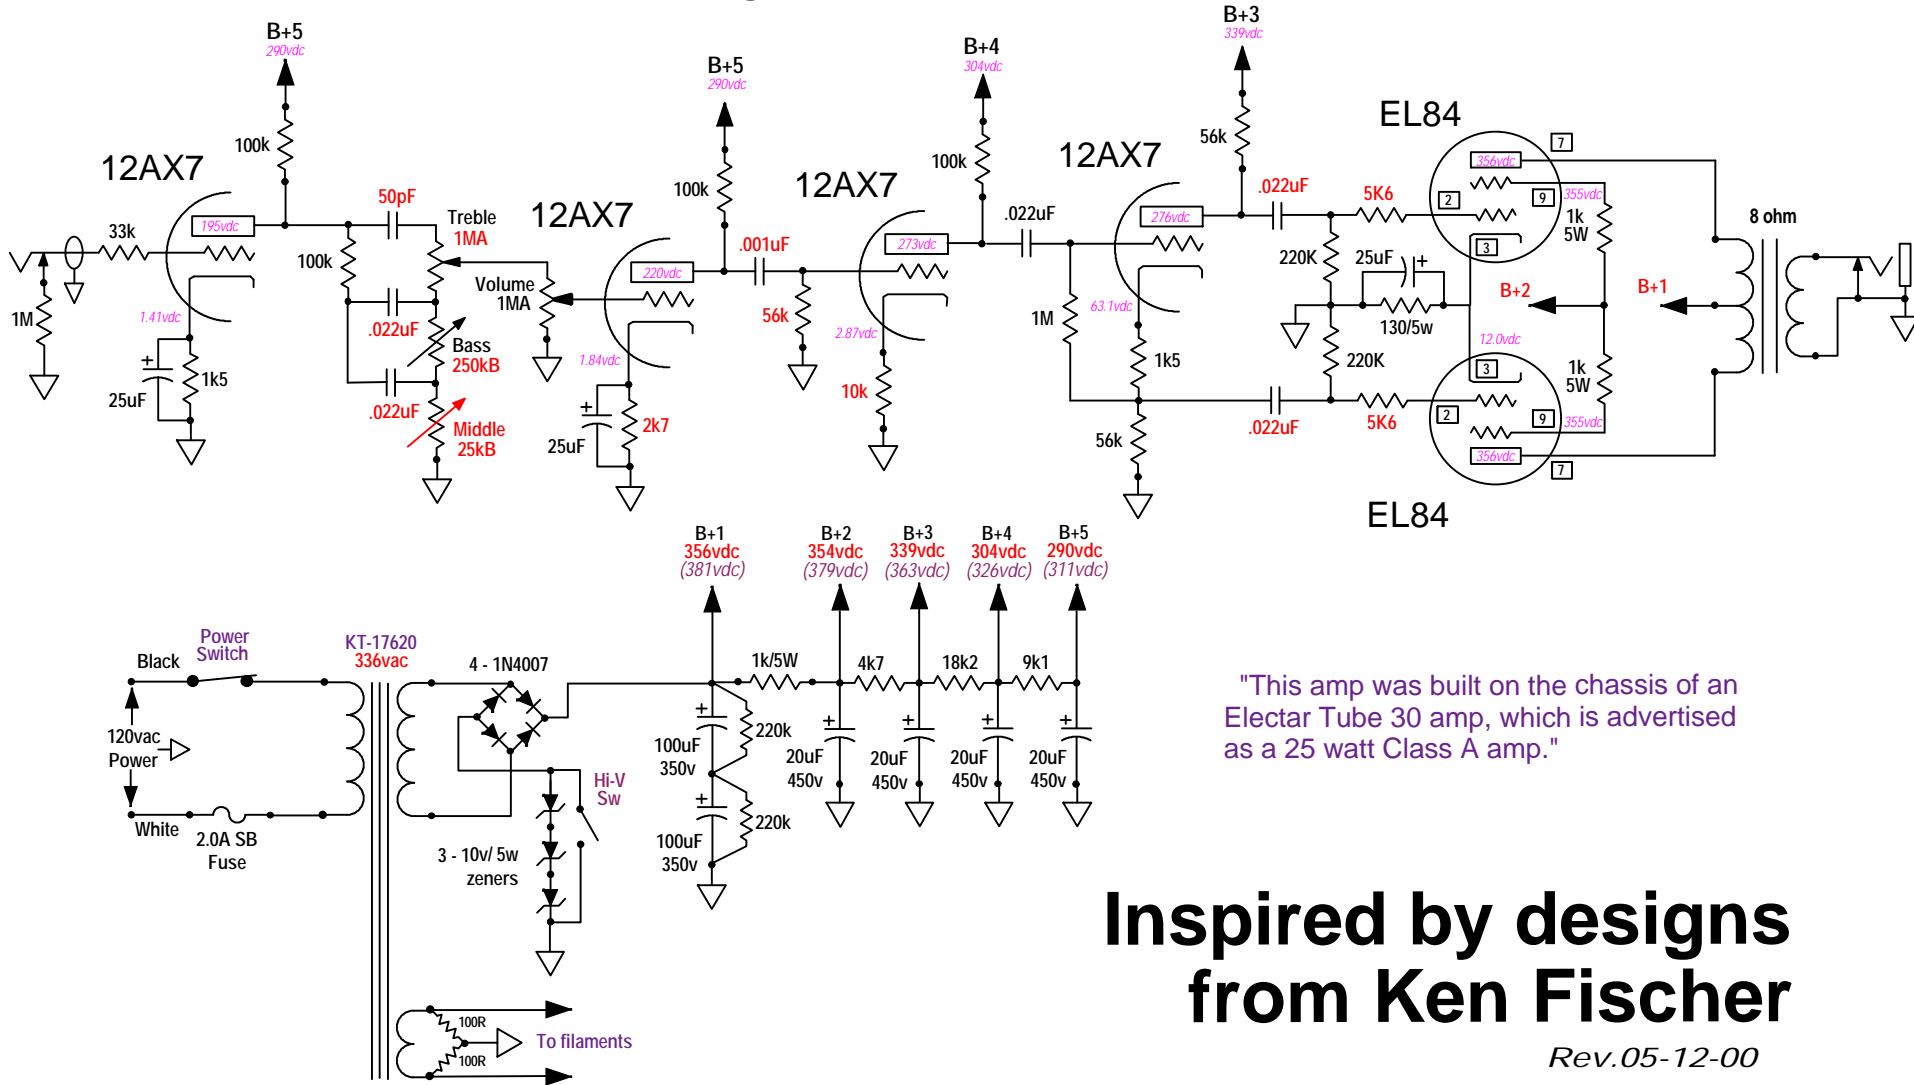 B+5
290vdc
100k
12AX7
195vdc
33k
1M
1.41vdc
25uF
1k5
50pF
Treble
1MA
100k
.022uF
Bass
250kB
.022uF
Middle
25kB
Volume
1MA
12AX7
B+5
290vdc
100k
220vdc
1.84vdc
25uF
2k7
.001uF
56k
12AX7
B+4
304vdc
100k
273vdc
2.87vdc
10k
.022uF
1M
12AX7
B+3
339vdc
56k
276vdc
63.1vdc
1k5
56k
.022uF
5K6
220K
25uF
130/5w
220K
.022uF
5K6
EL84
7
356vdc
2
9
355vdc
3
1k
5W
B+2
B+1
12.0vdc
3
1k
5W
2
9
355vdc
356vdc
7
EL84
8 ohm
B+1
356vdc
(381vdc)
B+2
354vdc
(379vdc)
B+3
339vdc
(363vdc)
B+4
304vdc
(326vdc)
B+5
290vdc
(311vdc)
Power
Switch
Black
120vac
Power
White
2.0A SB
Fuse
KT-17620
336vac
4 - 1N4007
Hi-V
Sw
3 - 10v/ 5w
zeners
1k/5W
4k7
18k2
9k1
100uF
350v
220k
100uF
350v
220k
20uF
450v
20uF
450v
20uF
450v
20uF
450v
100R
100R
To filaments
"This amp was built on the chassis of an
Electar Tube 30 amp, which is advertised
as a 25 watt Class A amp."
Inspired by designs
from Ken Fischer
Rev.05-12-00